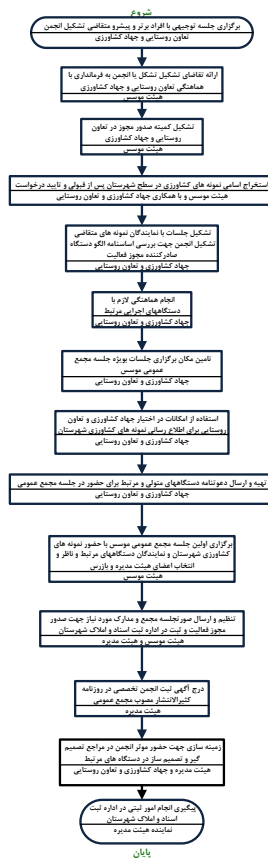 شروع
برگزاری جلسه توجیهی با افراد برتر و پیشرو متقاضی تشکیل انجمن
تعاون روستایی و جهاد کشاورزی
ارائه تقاضای تشکیل تشکل یا انجمن به فرمانداری با
هماهنگی تعاون روستایی و جهاد کشاورزی
هیئت موسس
تشکیل کمیته صدور مجوز در تعاون
روستایی و جهاد کشاورزی
هیئت موسس
استخراج اسامی نمونه های کشاورزی در سطح شهرستان پس از قبولی و تایید درخواست
هیئت موسس و با همکاری جهاد کشاورزی و تعاون روستایی
تشکیل جلسات با نمایندگان نمونه های متقاضی
تشکیل انجمن جهت بررسی اساسنامه الگو دستگاه
صادرکننده مجوز فعالیت
جهاد کشاورزی و تعاون روستایی
انجام هماهنگی لازم با
دستگاههای اجرایی مرتبط
جهاد کشاورزی و تعاون روستایی
تامین مکان برگزاری جلسات بویژه جلسه مجمع
عمومی موسس
جهاد کشاورزی و تعاون روستایی
استفاده از امکانات در اختیار جهاد کشاورزی و تعاون
روستایی برای اطلاع رسانی نمونه های کشاورزی شهرستان
جهاد کشاورزی و تعاون روستایی
تهیه و ارسال دعوتنامه دستگاههای متولی و مرتبط برای حضور در جلسه مجمع عمومی
جهاد کشاورزی و تعاون روستایی
برگزاری اولین جلسه مجمع عمومی موسس با حضور نمونه های
کشاورزی شهرستان و نمایندگان دستگاههای مرتبط و ناظر و
انتخاب اعضای هیئت مدیره و بازرس
هیئت موسس
تنظیم و ارسال صورتجلسه مجمع و مدارک مورد نیاز جهت صدور
مجوز فعالیت و ثبت در اداره ثبت اسناد و املاک شهرستان
هیئت موسس و هیئت مدیره
درج آگهی ثبت انجمن تخصصی در روزنامه
کثیرالانتشار مصوب مجمع عمومی
هیئت مدیره
زمینه سازی جهت حضور موثر انجمن در مراجع تصمیم
گیر و تصمیم ساز در دستگاه های مرتبط
هیئت مدیره و جهاد کشاورزی و تعاون روستایی
پیگیری انجام امور ثبتی در اداره ثبت
اسناد و املاک شهرستان
نماینده هیئت مدیره
پایان